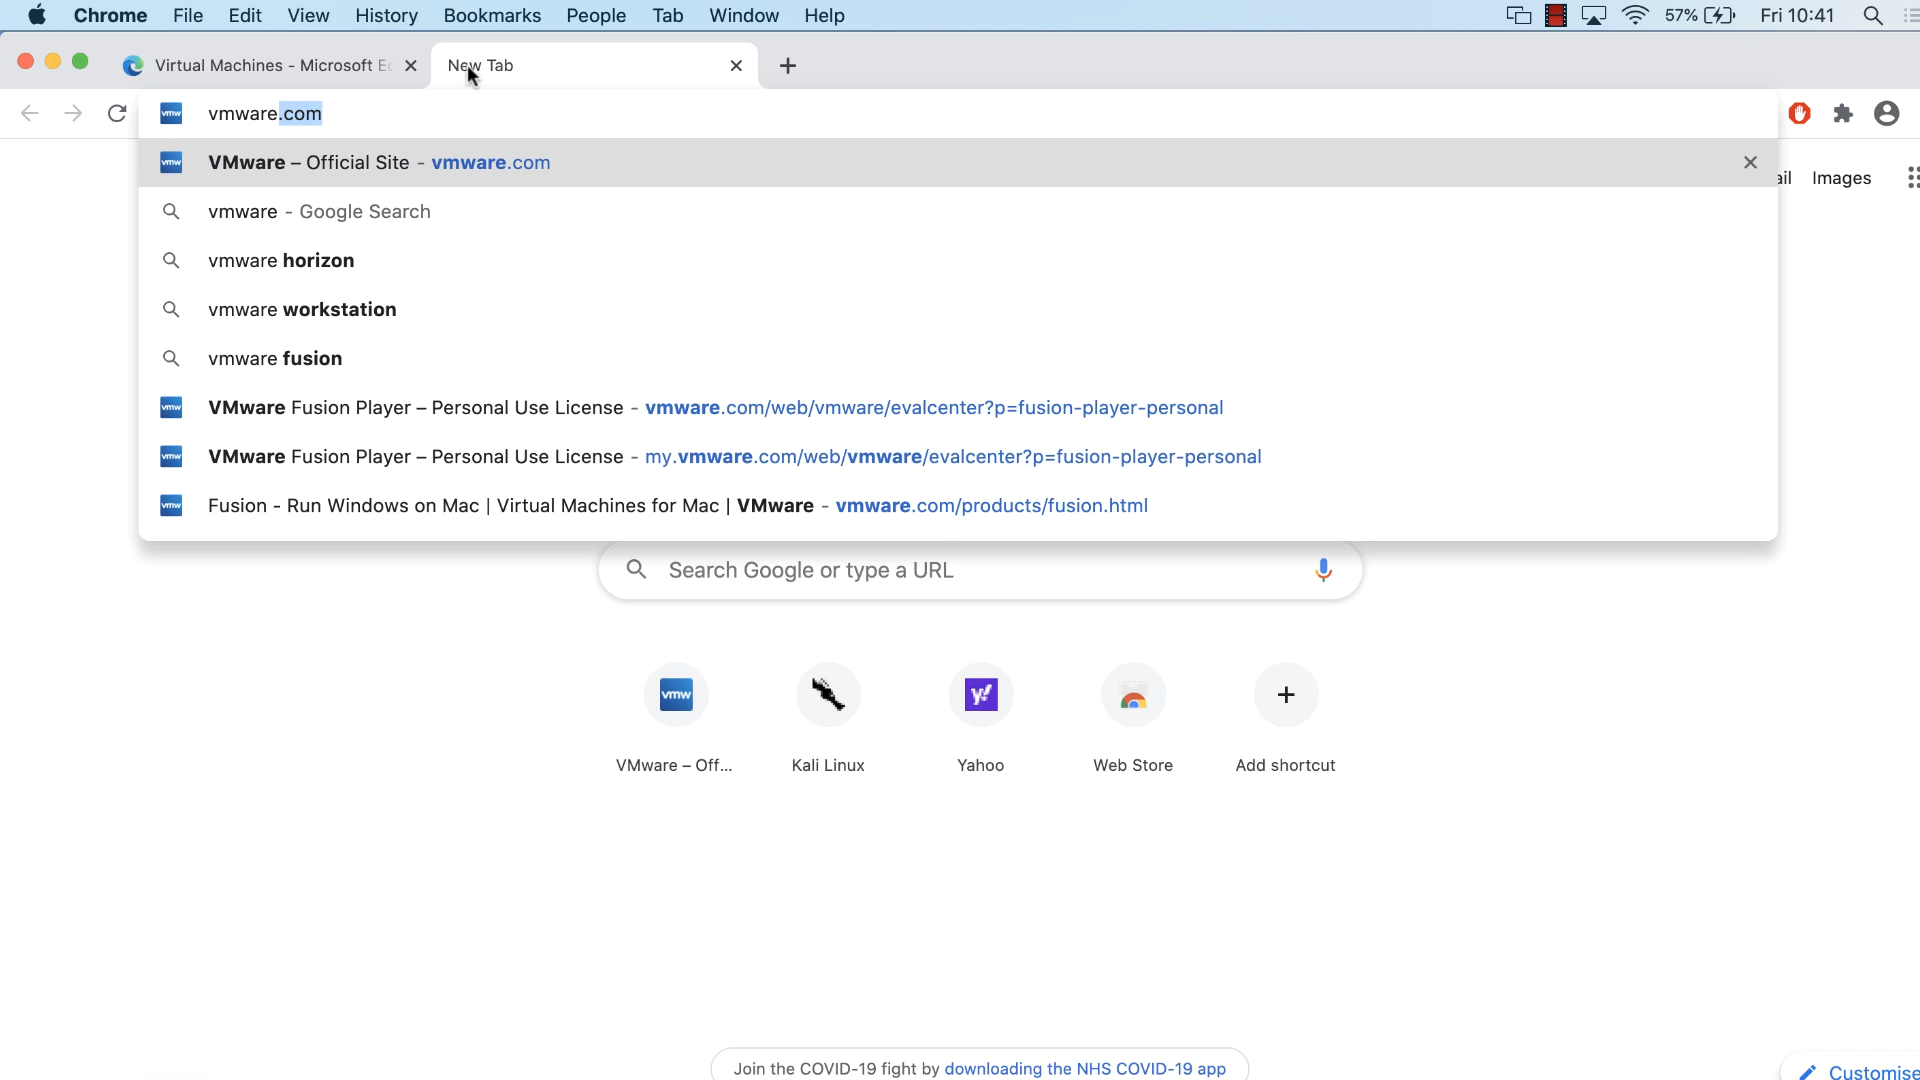 Chrome File Edit View History Bookmarks People Tab Window Help 57% Fri 10:41
Virtual Machines - Microsoft Ec New Tab
vmware.com
VMware – Official Site - vmware.com
ail Images
vmware - Google Search
vmware horizon
vmware workstation
vmware fusion
VMware Fusion Player – Personal Use License - vmware.com/web/vmware/evalcenter?p=fusion-player-personal
VMware Fusion Player – Personal Use License - my.vmware.com/web/vmware/evalcenter?p=fusion-player-personal
Fusion - Run Windows on Mac | Virtual Machines for Mac | VMware - vmware.com/products/fusion.html
Search Google or type a URL
vmw y!
VMware – Off... Kali Linux Yahoo Web Store Add shortcut
Join the COVID-19 fight by downloading the NHS COVID-19 app
Customise